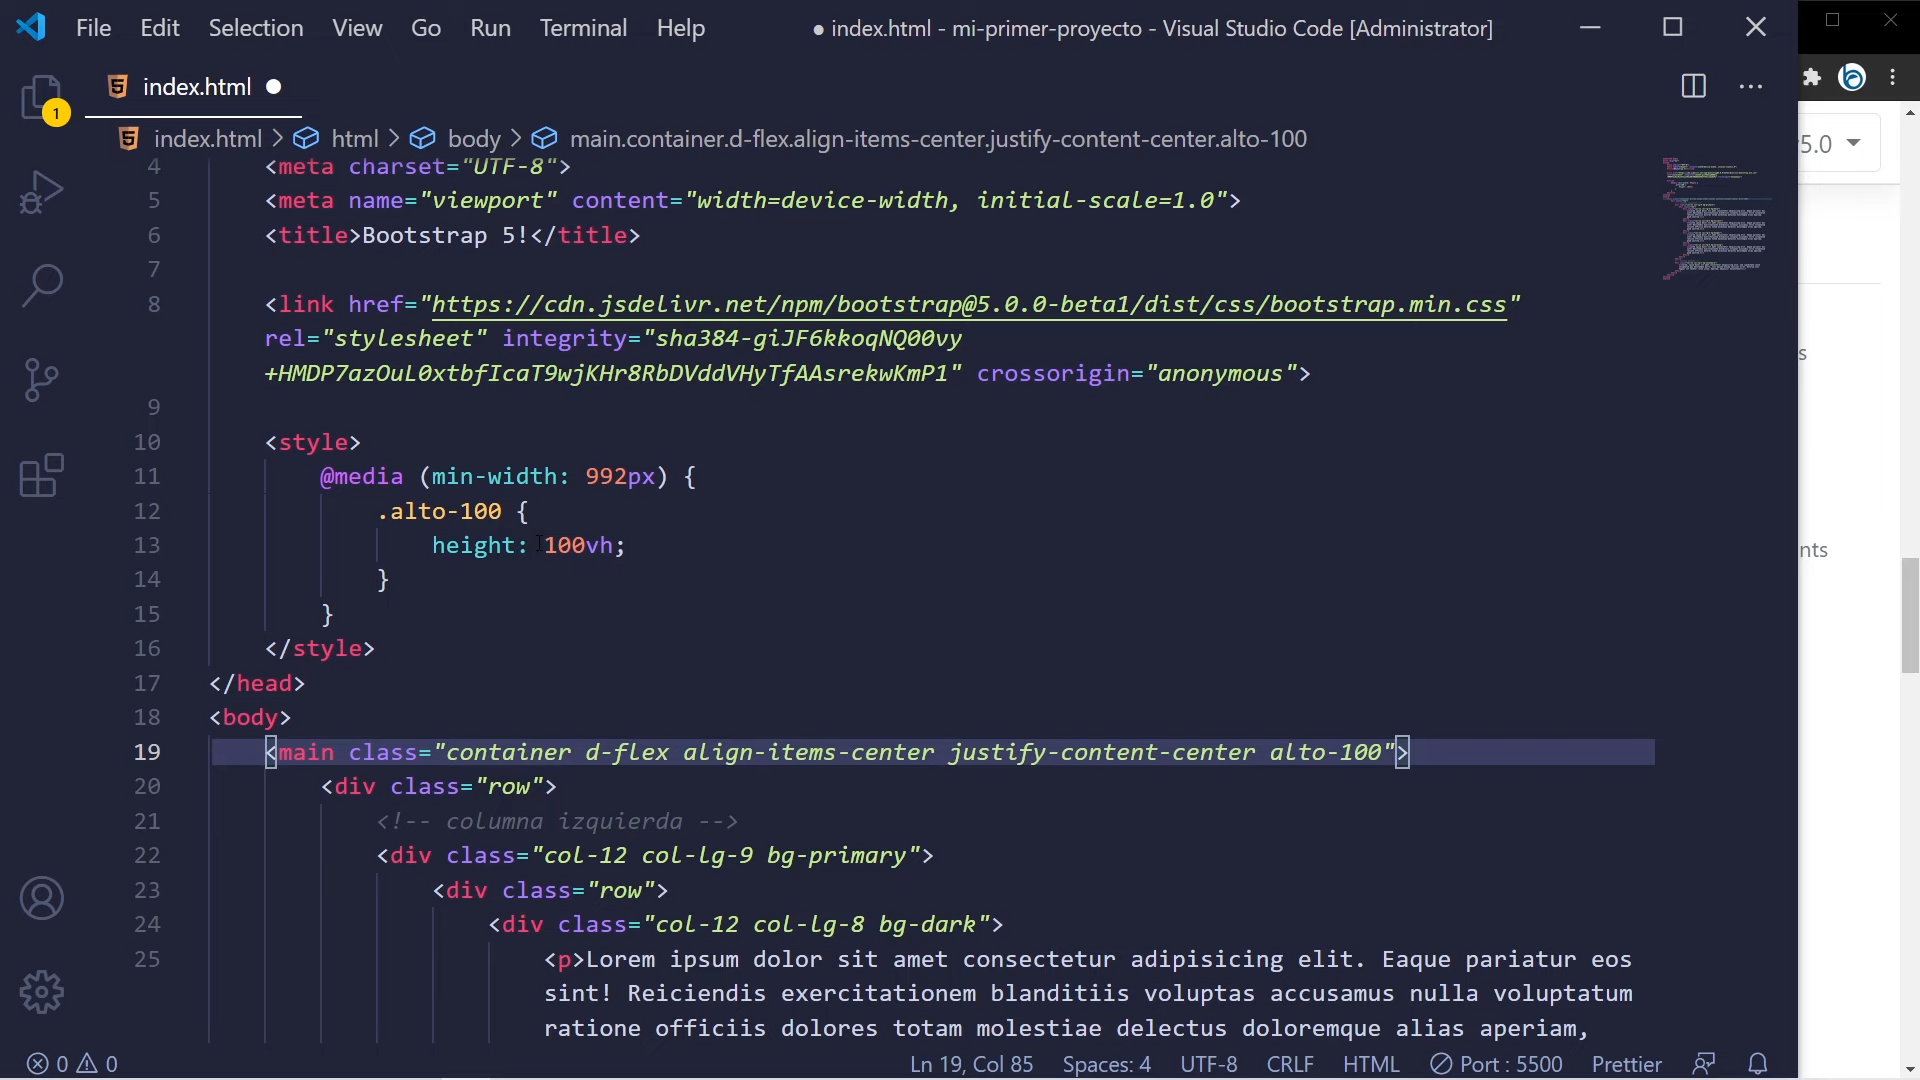 File Edit Selection View Go Run Terminal Help ● index.html - mi-primer-proyecto - Visual Studio Code [Administrator]
index.html ●
1
index.html > html > body > main.container.d-flex.align-items-center.justify-content-center.alto-100
5.0
4 <meta charset="UTF-8">
5 <meta name="viewport" content="width=device-width, initial-scale=1.0">
6 <title>Bootstrap 5!</title>
7
8 <link href="https://cdn.jsdelivr.net/npm/bootstrap@5.0.0-beta1/dist/css/bootstrap.min.css"
rel="stylesheet" integrity="sha384-giJF6kkoqNQ00vy
+HMDP7azOuL0xtbfIcaT9wjKHr8RbDVddVHyTfAAsrekwKmP1" crossorigin="anonymous">
s
9
10 <style>
11 @media (min-width: 992px) {
12 .alto-100 {
13 height: 100vh;
nts
14 }
15 }
16 </style>
17 </head>
18 <body>
19 <main class="container d-flex align-items-center justify-content-center alto-100">
20 <div class="row">
21 <!-- columna izquierda -->
22 <div class="col-12 col-lg-9 bg-primary">
23 <div class="row">
24 <div class="col-12 col-lg-8 bg-dark">
25 <p>Lorem ipsum dolor sit amet consectetur adipisicing elit. Eaque pariatur eos
sint! Reiciendis exercitationem blanditiis voluptas accusamus nulla voluptatum
ratione officiis dolores totam molestiae delectus doloremque alias aperiam,
0 0 Ln 19, Col 85 Spaces: 4 UTF-8 CRLF HTML Port : 5500 Prettier